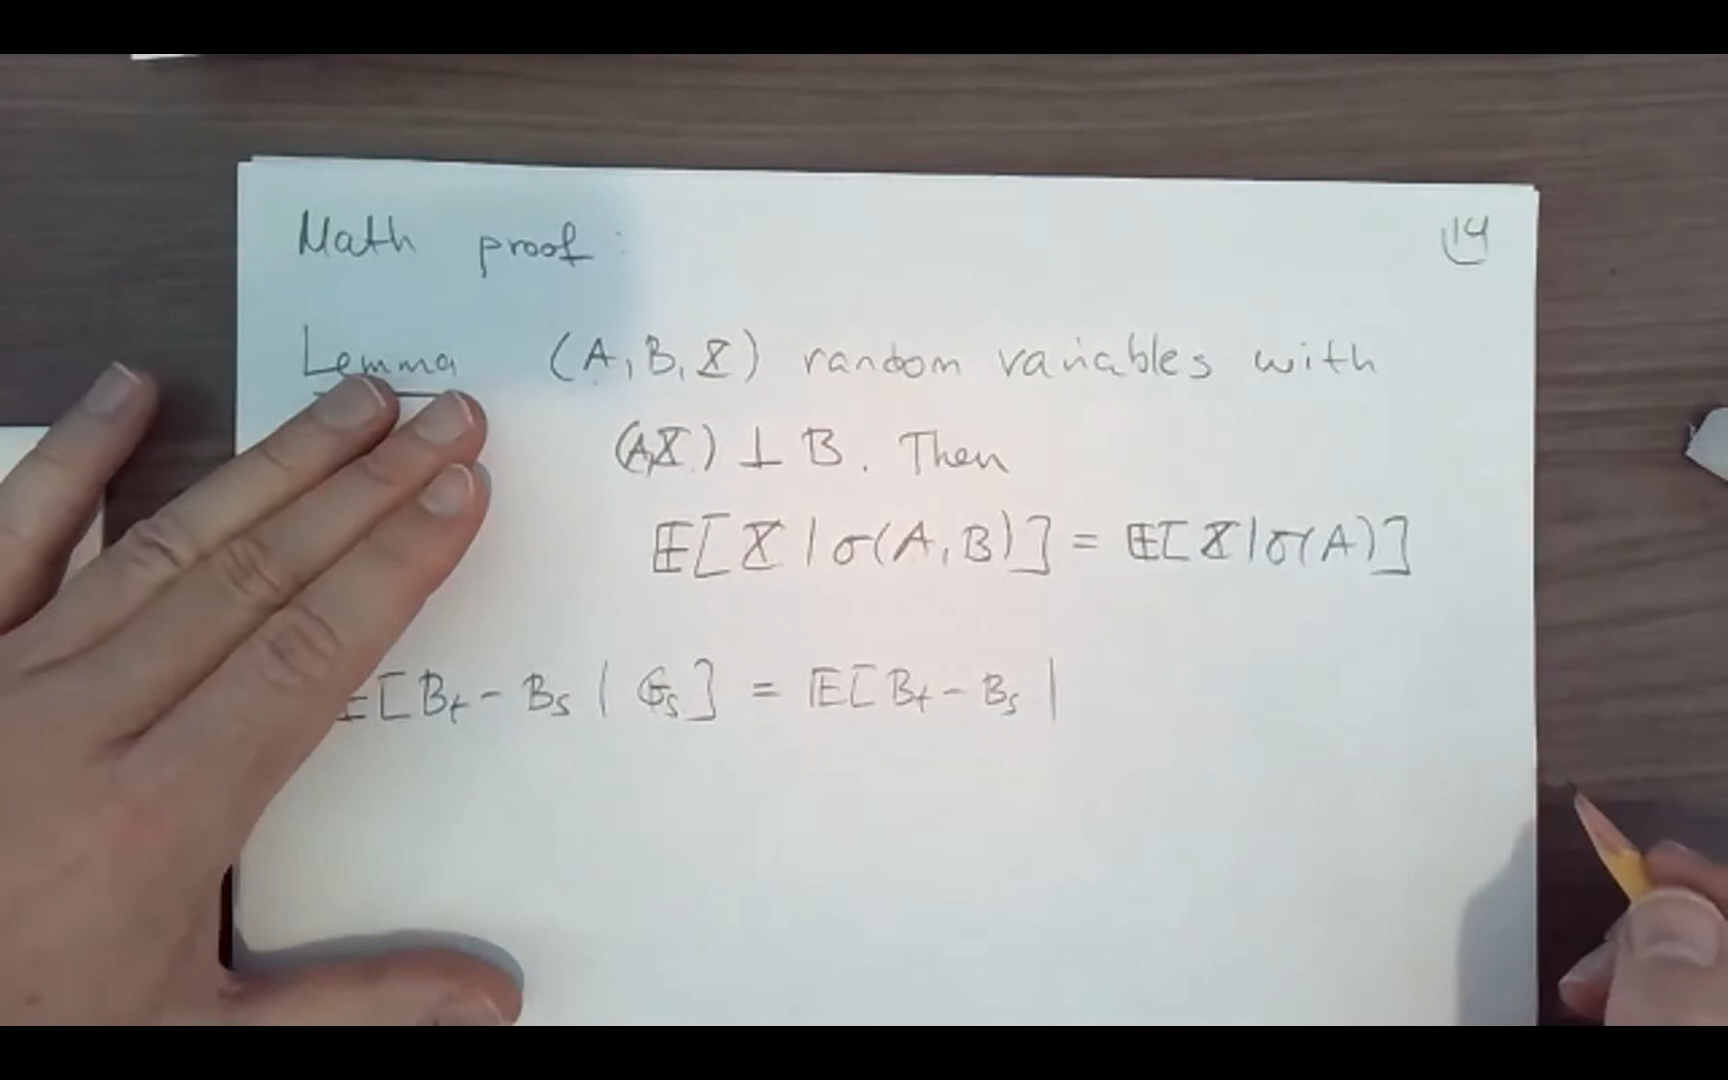 Math proof:
14
Lemma (A, B, X) random variables with
(A, X) ⊥ B. Then
E[X | σ(A, B)] = E[X | σ(A)]
E[B_t - B_s | G_s] = E[B_t - B_s |